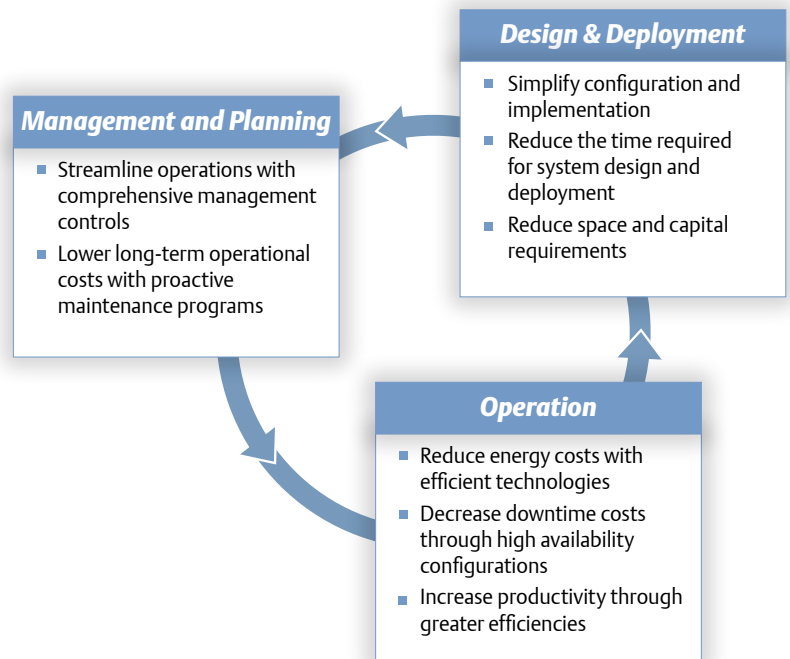 Design & Deployment
Simplify configuration and
implementation
Reduce the time required
for system design and
deployment
Reduce space and capital
requirements
Management and Planning
Streamline operations with
comprehensive management
controls
Lower long-term operational
costs with proactive
maintenance programs
Operation
Reduce energy costs with
efficient technologies
Decrease downtime costs
through high availability
configurations
Increase productivity through
greater efficiencies